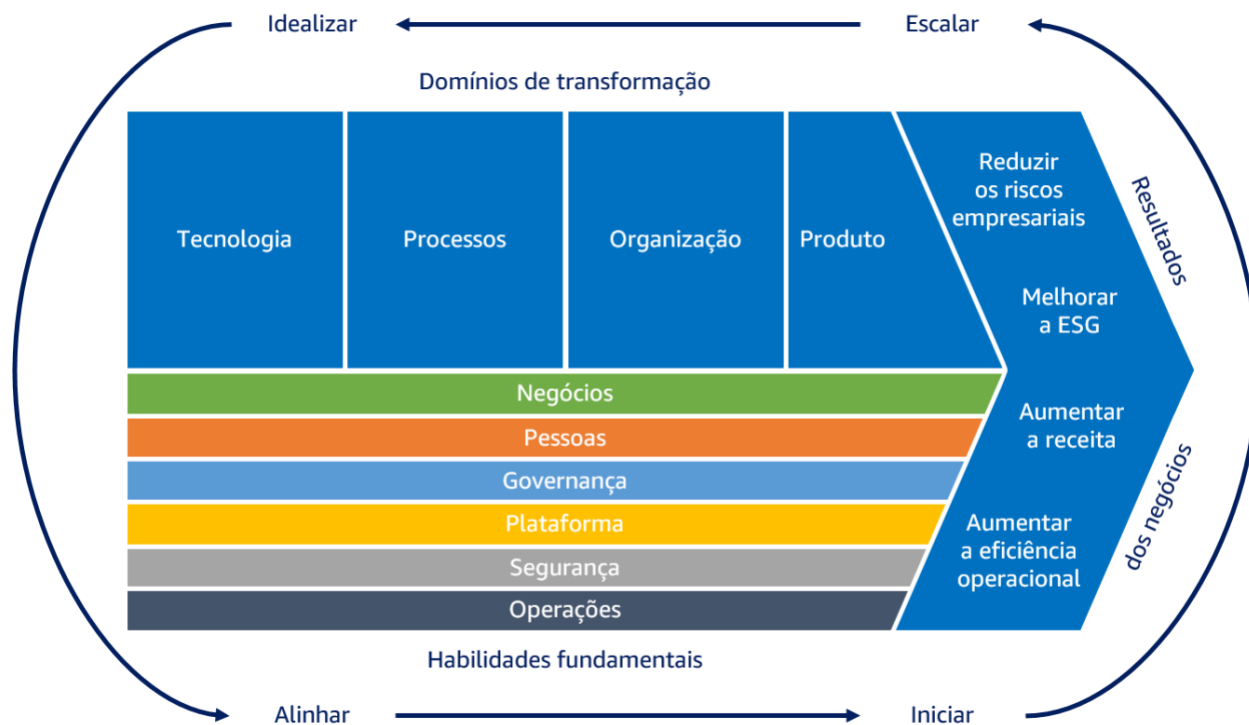 Idealizar
Escalar
Domínios de transformação
Tecnologia
Processos
Organização
Produto
Reduzir
os riscos
empresariais
Melhorar
a ESG
Aumentar
a receita
Aumentar
a eficiência
operacional
Resultados
dos negócios
Negócios
Pessoas
Governança
Plataforma
Segurança
Operações
Habilidades fundamentais
Alinhar
Iniciar